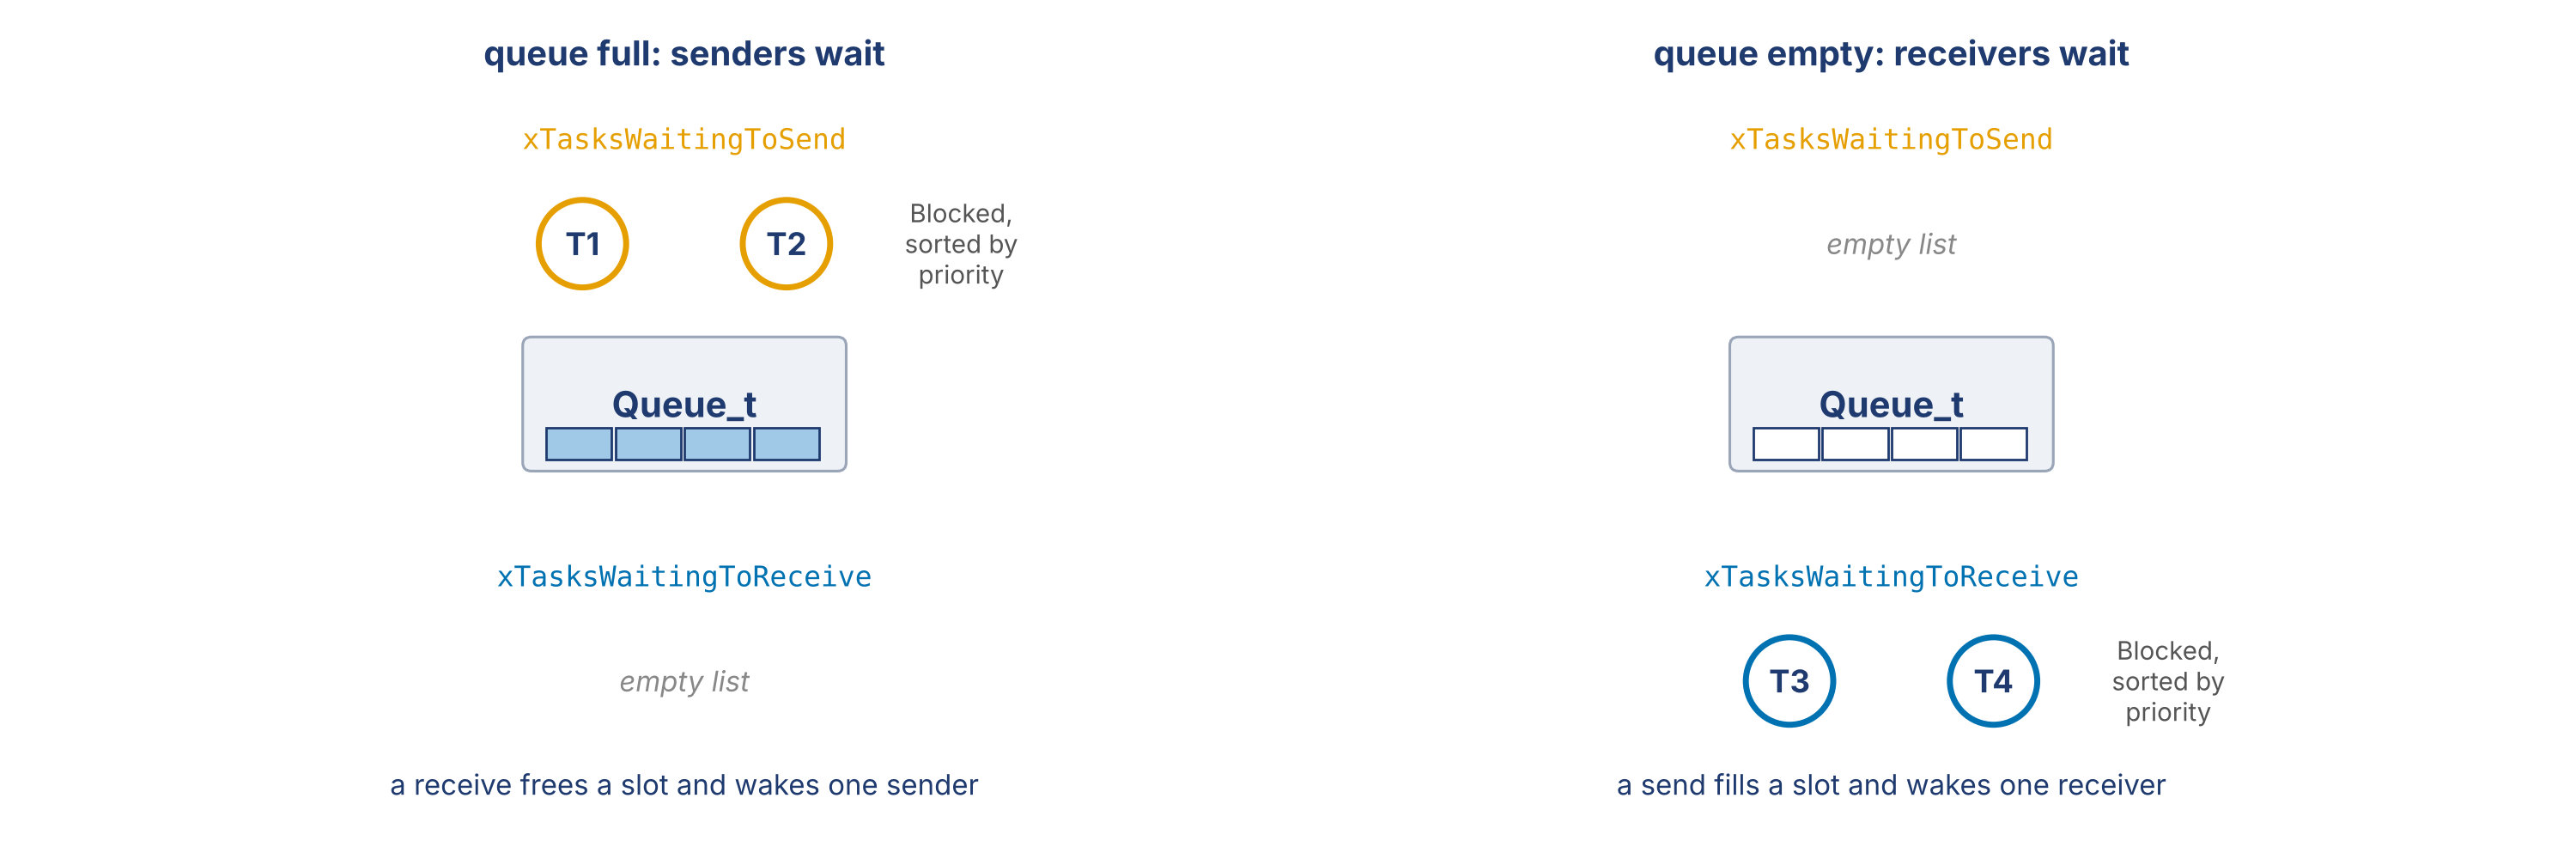 queue full: senders wait
xTasksWaitingToSend
T1
T2
Blocked,
sorted by
priority
Queue_t
xTasksWaitingToReceive
empty list
a receive frees a slot and wakes one sender
queue empty: receivers wait
xTasksWaitingToSend
empty list
Queue_t
xTasksWaitingToReceive
T3
T4
Blocked,
sorted by
priority
a send fills a slot and wakes one receiver